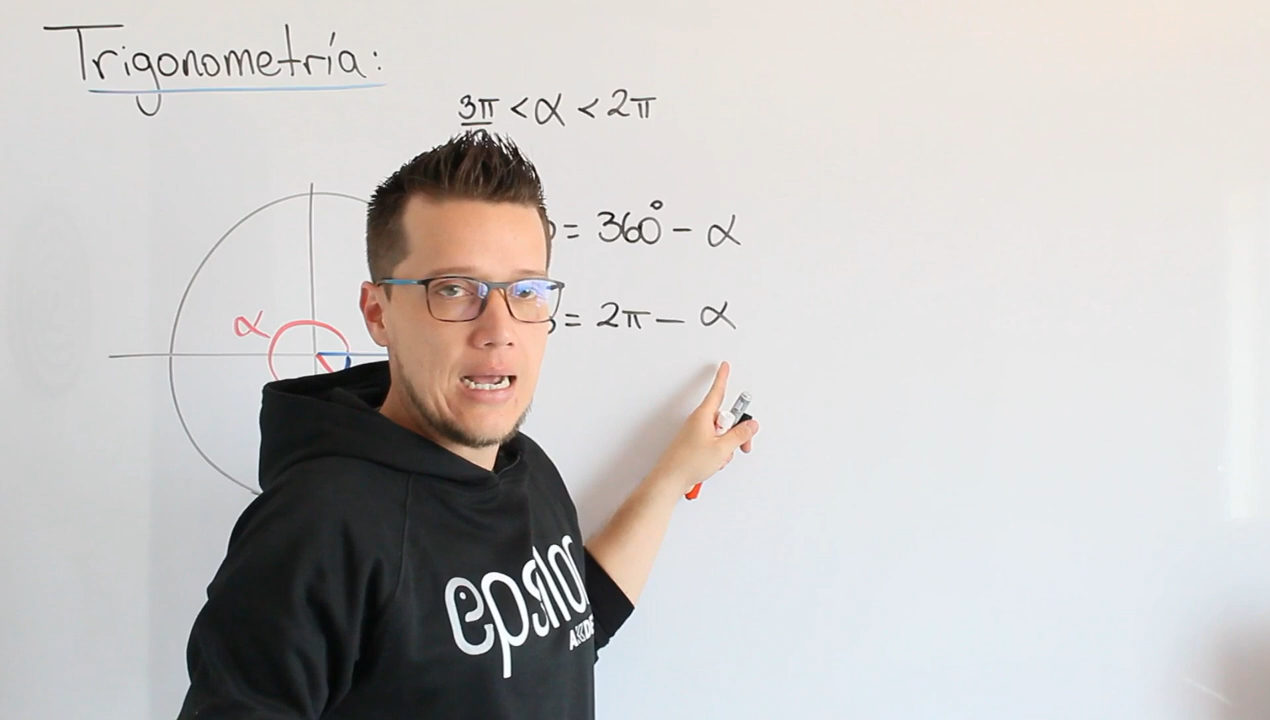 Trigonometría:
3π < α < 2π
= 360° - α
= 2π - α
α
epsilon